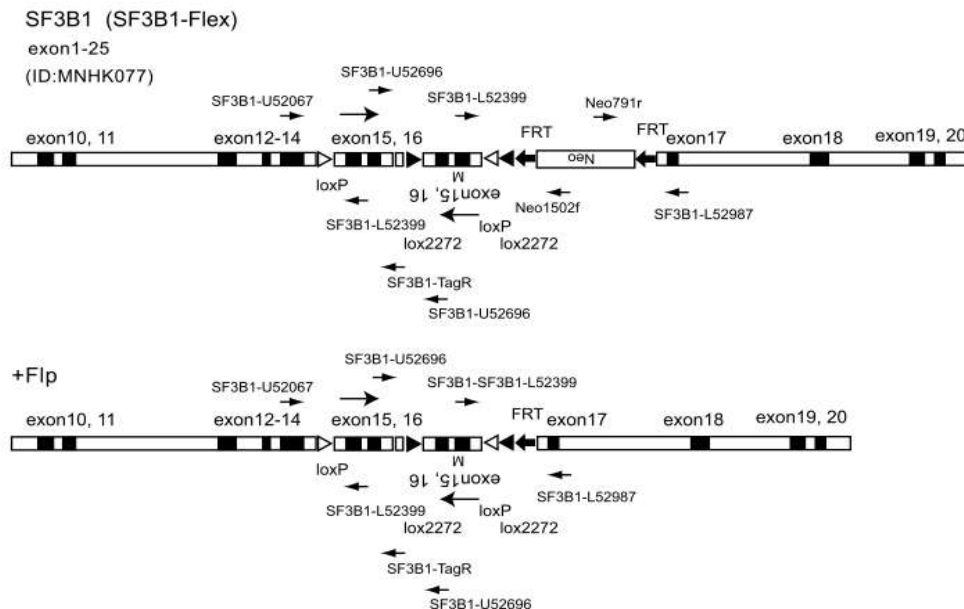 SF3B1 (SF3B1-Flex)
exon1-25
(ID:MNHK077)
SF3B1-U52696
SF3B1-U52067
SF3B1-L52399
Neo791r
FRT
FRT
exon10, 11
exon12-14
exon15, 16
exon17
exon18
exon19, 20
Neo
loxP
M
exon15, 16
SF3B1-L52399
Neo1502f
SF3B1-L52987
loxP
lox2272
lox2272
SF3B1-TagR
SF3B1-U52696
+Flp
SF3B1-U52696
SF3B1-U52067
SF3B1-SF3B1-L52399
FRT
exon10, 11
exon12-14
exon15, 16
exon17
exon18
exon19, 20
loxP
M
exon15, 16
SF3B1-L52399
SF3B1-L52987
loxP
lox2272
lox2272
SF3B1-TagR
SF3B1-U52696